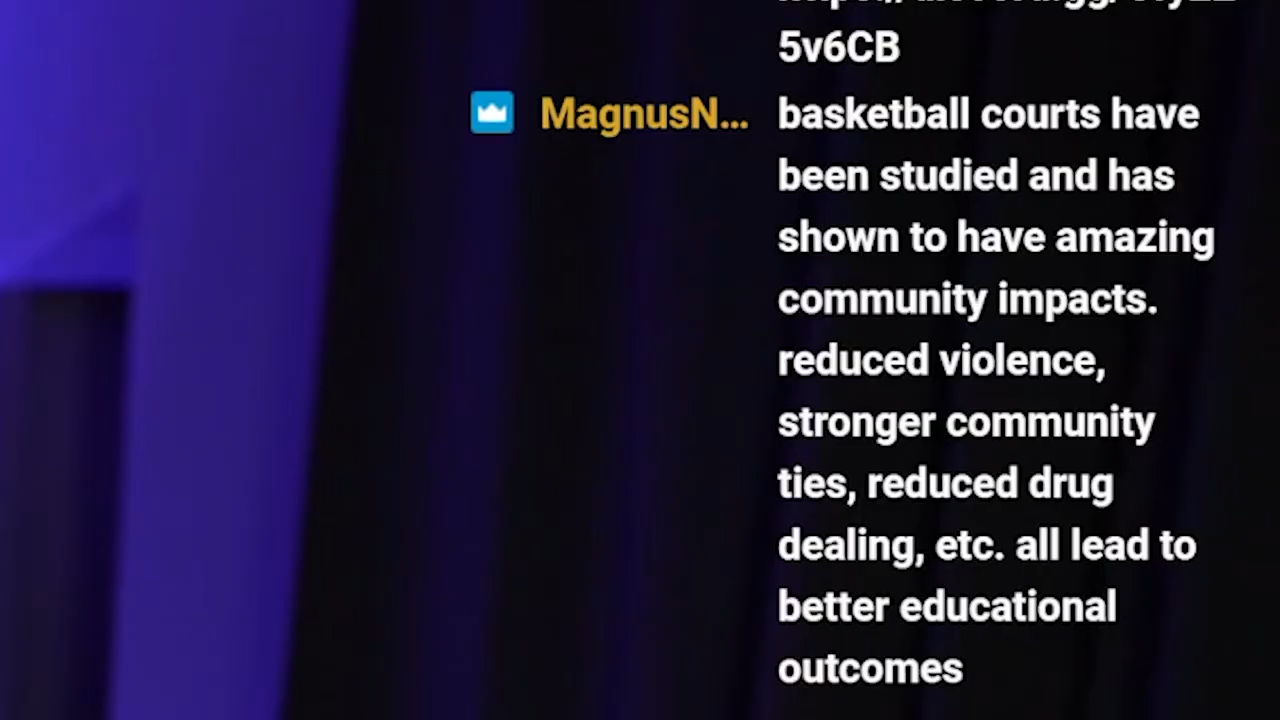 5v6CB
MagnusN... basketball courts have
been studied and has
shown to have amazing
community impacts.
reduced violence,
stronger community
ties, reduced drug
dealing, etc. all lead to
better educational
outcomes